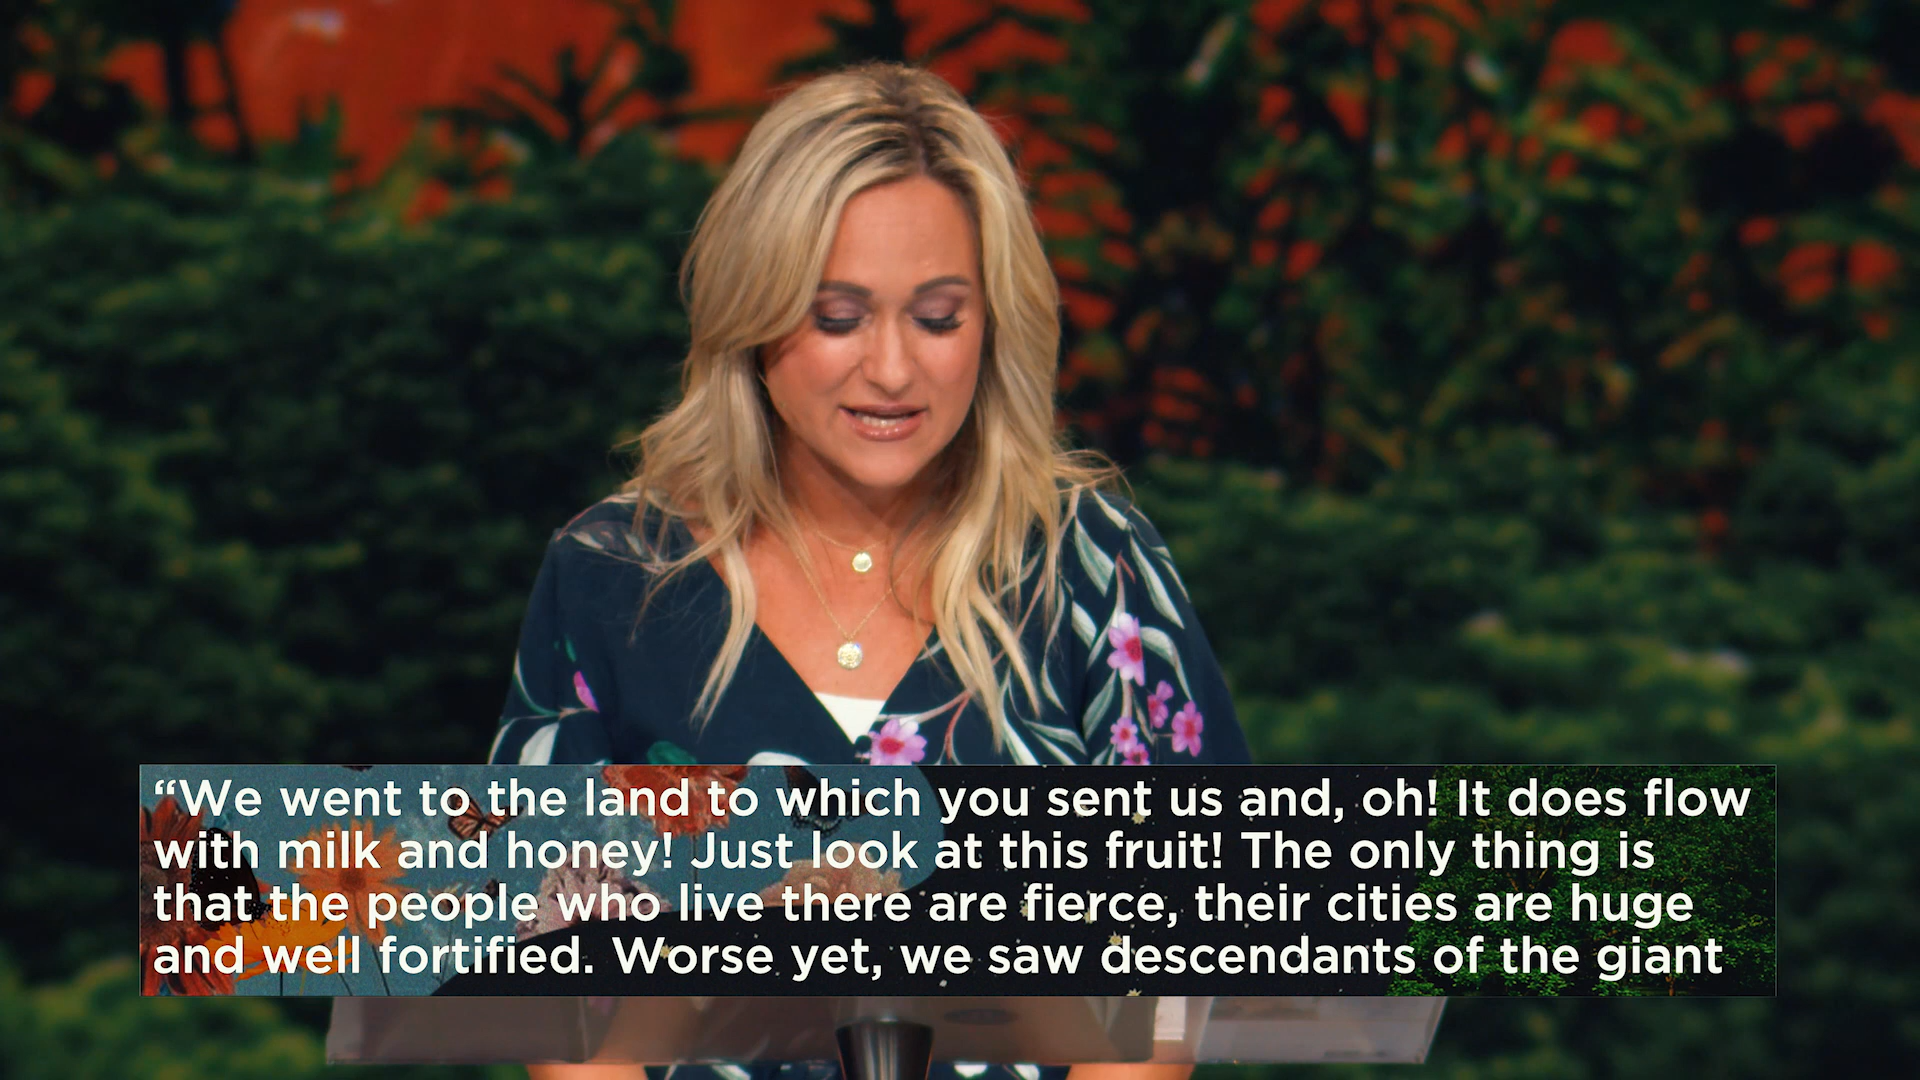 “We went to the land to which you sent us and, oh! It does flow
with milk and honey! Just look at this fruit! The only thing is
that the people who live there are fierce, their cities are huge
and well fortified. Worse yet, we saw descendants of the giant